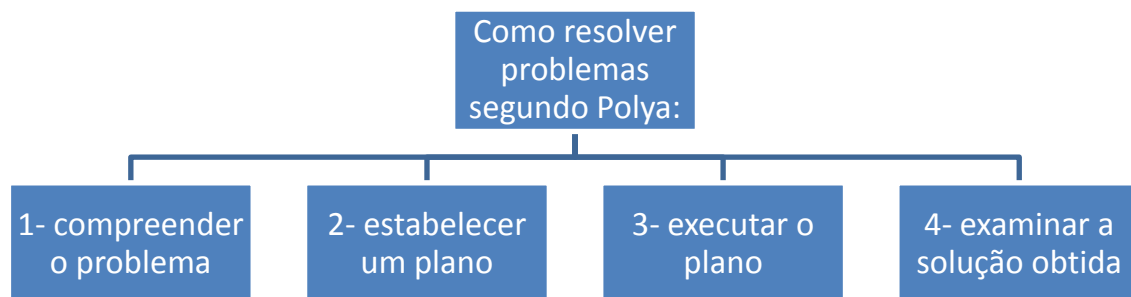 Como resolver
problemas
segundo Polya:
1- compreender
o problema
2- estabelecer
um plano
3- executar o
plano
4- examinar a
solução obtida